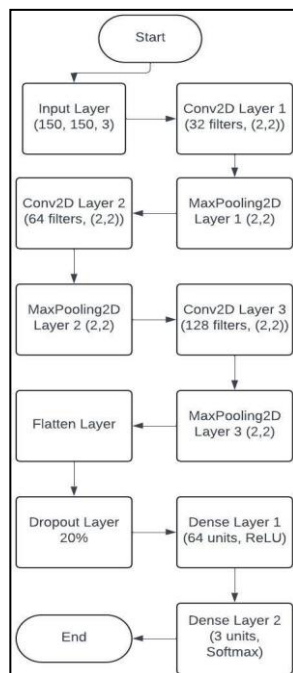 Start
Input Layer
(150, 150, 3)
Conv2D Layer 1
(32 filters, (2,2))
MaxPooling2D
Layer 1 (2,2)
Conv2D Layer 2
(64 filters, (2,2))
MaxPooling2D
Layer 2 (2,2)
Conv2D Layer 3
(128 filters, (2,2))
MaxPooling2D
Layer 3 (2,2)
Flatten Layer
Dropout Layer
20%
Dense Layer 1
(64 units, ReLU)
Dense Layer 2
(3 units,
Softmax)
End